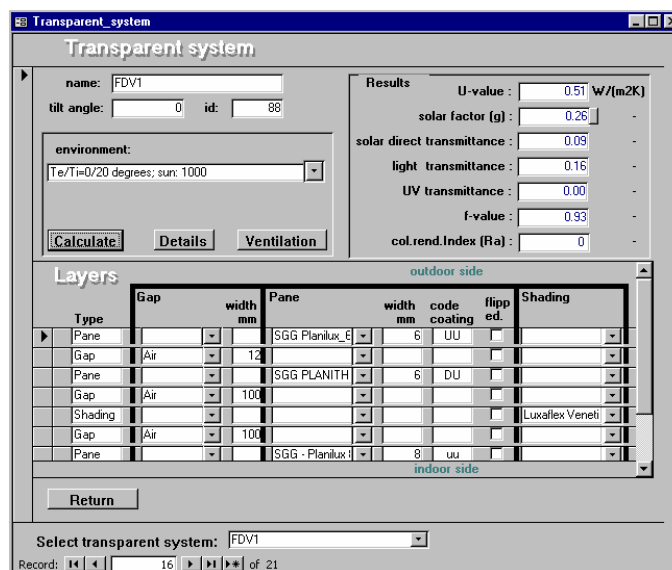 Transparent_system
Transparent system
name: FDV1
tilt angle: 0 id: 88
environment:
Te/Ti=0/20 degrees; sun: 1000
Calculate Details Ventilation
Results
U-value : 0.51 W/(m2K)
solar factor (g) : 0.26 -
solar direct transmittance : 0.09 -
light transmittance : 0.16 -
UV transmittance : 0.00 -
f-value : 0.93 -
col.rend.Index (Ra) : 0 -
Layers
outdoor side
Type Gap width mm Pane width mm code coating flipp ed. Shading
Pane SGG Planilux_ 6 UU
Gap Air 12
Pane SGG PLANITH 6 DU
Gap Air 100
Shading Luxaflex Veneti
Gap Air 100
Pane SGG - Planilux 8 uu
indoor side
Return
Select transparent system: FDV1
Record: 16 of 21